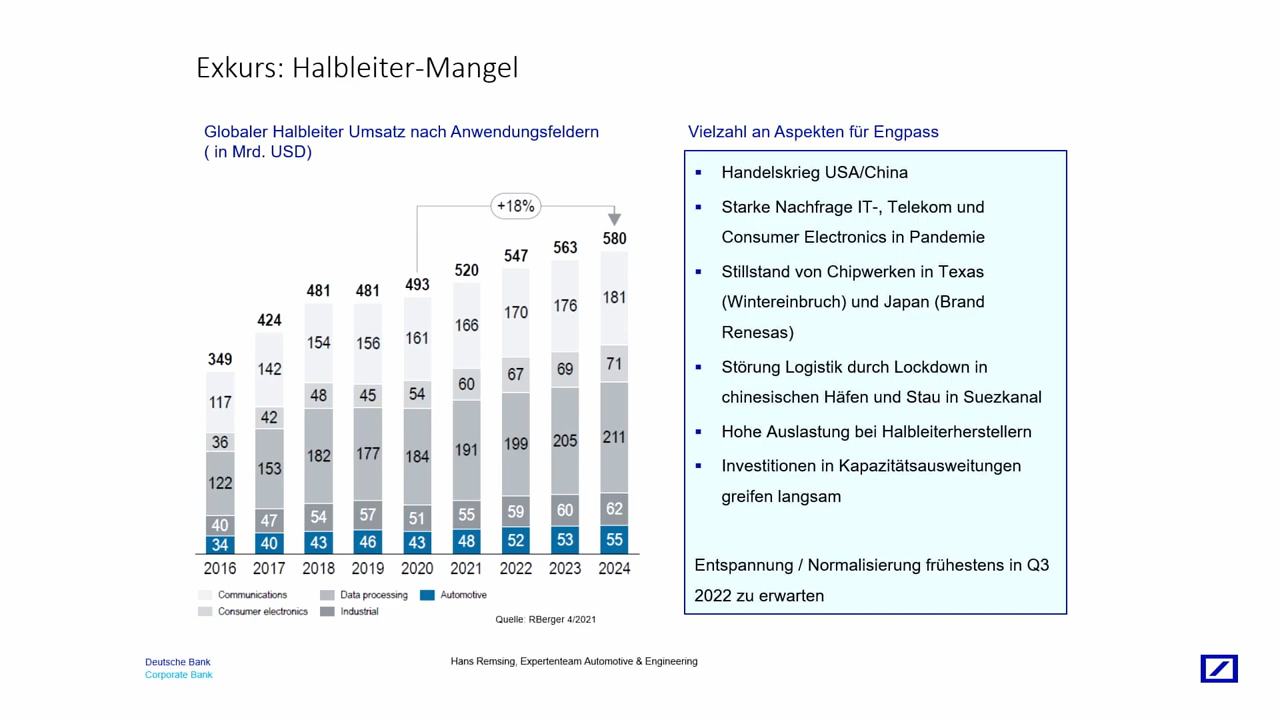 Exkurs: Halbleiter-Mangel
Globaler Halbleiter Umsatz nach Anwendungsfeldern
( in Mrd. USD)
+18%
349
424
481
481
493
520
547
563
580
117
142
154
156
161
166
170
176
181
36
42
48
45
54
60
67
69
71
122
153
182
177
184
191
199
205
211
40
47
54
57
51
55
59
60
62
34
40
43
46
43
48
52
53
55
2016 2017 2018 2019 2020 2021 2022 2023 2024
Communications Data processing Automotive
Consumer electronics Industrial
Quelle: RBerger 4/2021
Vielzahl an Aspekten für Engpass
▪ Handelskrieg USA/China
▪ Starke Nachfrage IT-, Telekom und
Consumer Electronics in Pandemie
▪ Stillstand von Chipwerken in Texas
(Wintereinbruch) und Japan (Brand
Renesas)
▪ Störung Logistik durch Lockdown in
chinesischen Häfen und Stau in Suezkanal
▪ Hohe Auslastung bei Halbleiterherstellern
▪ Investitionen in Kapazitätsausweitungen
greifen langsam
Entspannung / Normalisierung frühestens in Q3
2022 zu erwarten
Deutsche Bank
Corporate Bank
Hans Remsing, Expertenteam Automotive & Engineering